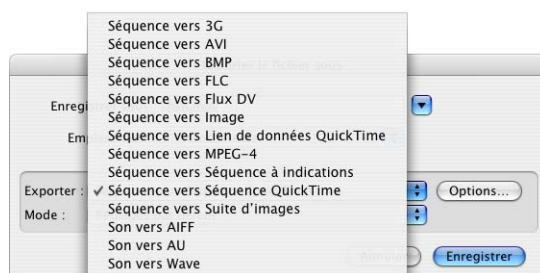 Séquence vers 3G
Séquence vers AVI
Séquence vers BMP
Séquence vers FLC
Séquence vers Flux DV
Séquence vers Image
Séquence vers Lien de données QuickTime
Séquence vers MPEG-4
Séquence vers Séquence à indications
Exporter : ✓ Séquence vers Séquence QuickTime Options...
Mode : Séquence vers Suite d'images
Son vers AIFF
Son vers AU
Son vers Wave
Enregistrer